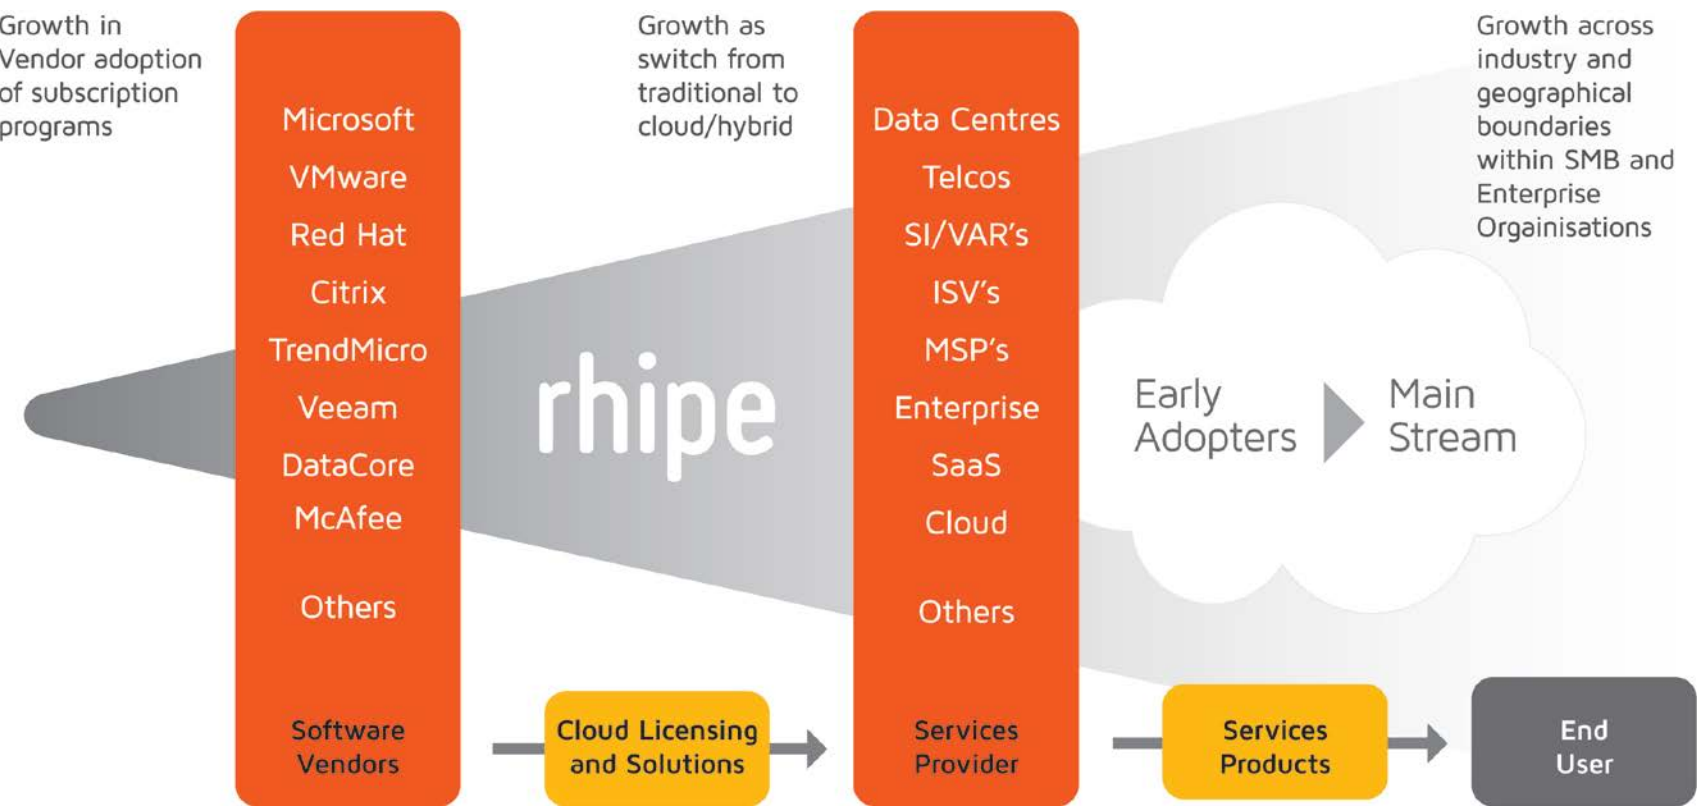 Growth in
Vendor adoption
of subscription
programs
Microsoft
VMware
Red Hat
Citrix
TrendMicro
Veeam
DataCore
McAfee
Others
Software
Vendors
Growth as
switch from
traditional to
cloud/hybrid
rhipe
Cloud Licensing
and Solutions
Data Centres
Telcos
SI/VAR's
ISV's
MSP's
Enterprise
SaaS
Cloud
Others
Services
Provider
Growth across
industry and
geographical
boundaries
within SMB and
Enterprise
Orgainisations
Early
Adopters
Main
Stream
Services
Products
End
User